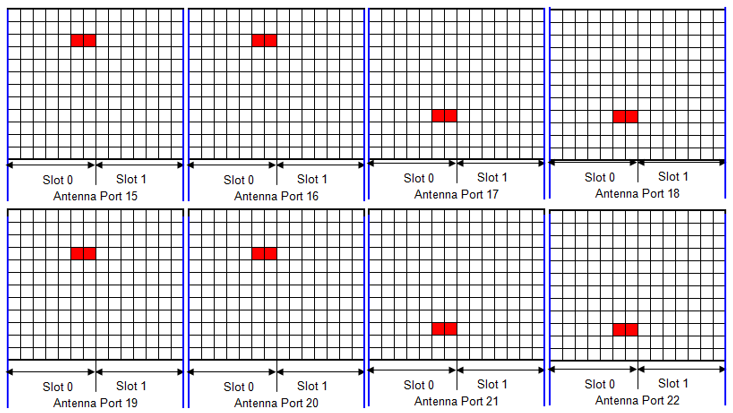 Slot 0 Slot 1
Antenna Port 15
Slot 0 Slot 1
Antenna Port 16
Slot 0 Slot 1
Antenna Port 17
Slot 0 Slot 1
Antenna Port 18
Slot 0 Slot 1
Antenna Port 19
Slot 0 Slot 1
Antenna Port 20
Slot 0 Slot 1
Antenna Port 21
Slot 0 Slot 1
Antenna Port 22